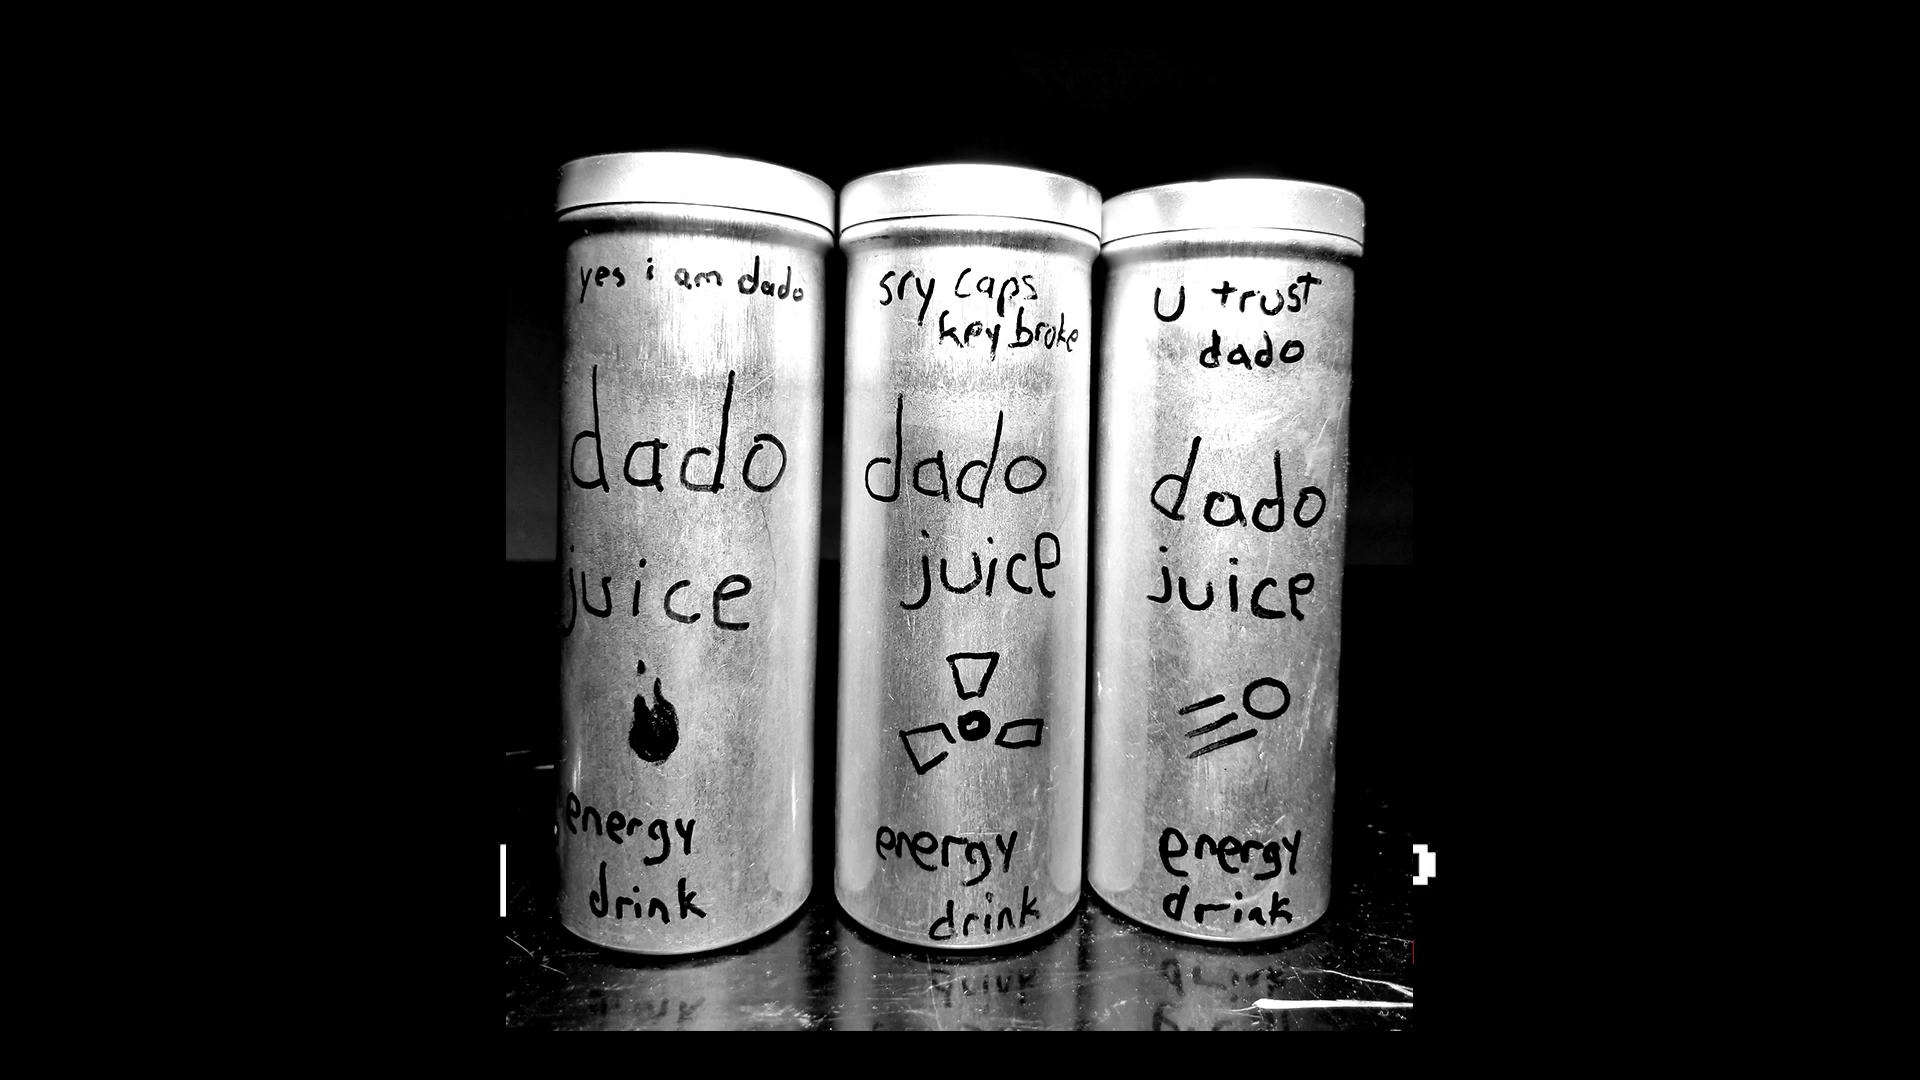 yes i am dado
dado
juice
energy
drink
sry caps
key broke
dado
juice
energy
drink
u trust
dado
dado
juice
energy
drink